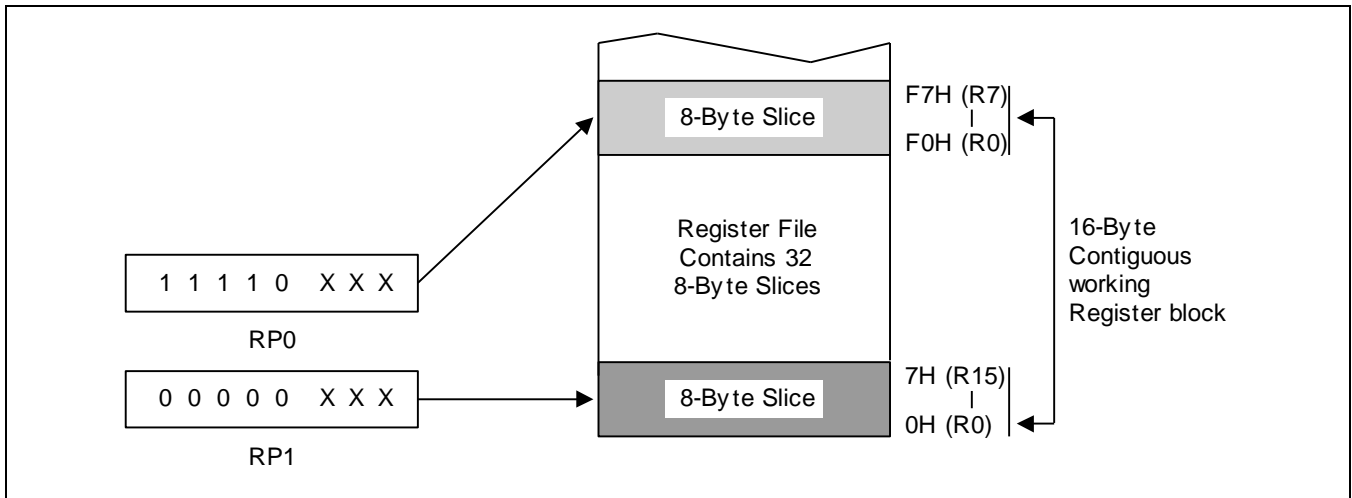 8-Byte Slice
F7H (R7)
F0H (R0)
Register File
Contains 32
8-Byte Slices
16-Byte
Contiguous
working
Register block
1 1 1 1 0 X X X
RP0
0 0 0 0 0 X X X
RP1
8-Byte Slice
7H (R15)
0H (R0)